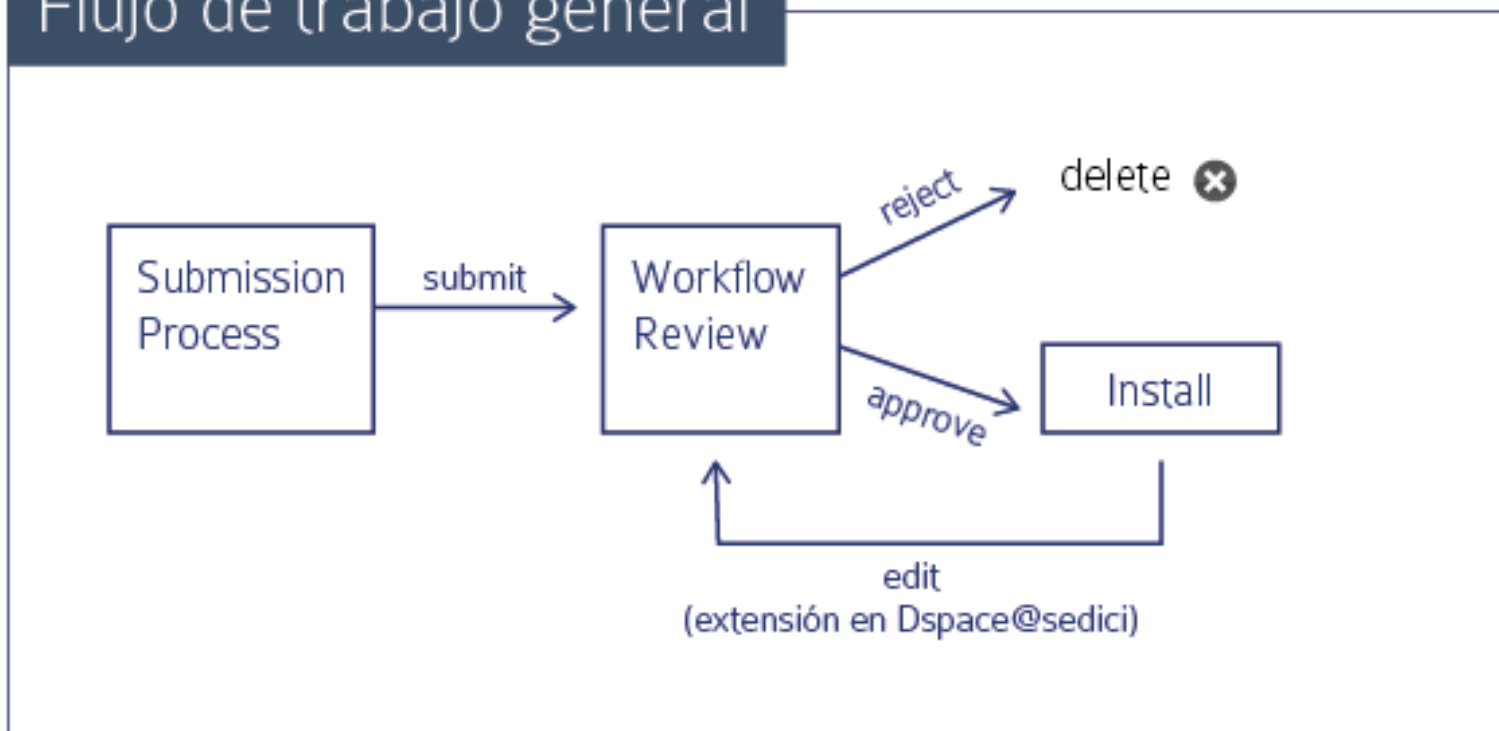 Flujo de trabajo general
delete
reject
Submission
Process
submit
Workflow
Review
approve
Install
edit
(extensión en Dspace@sedici)